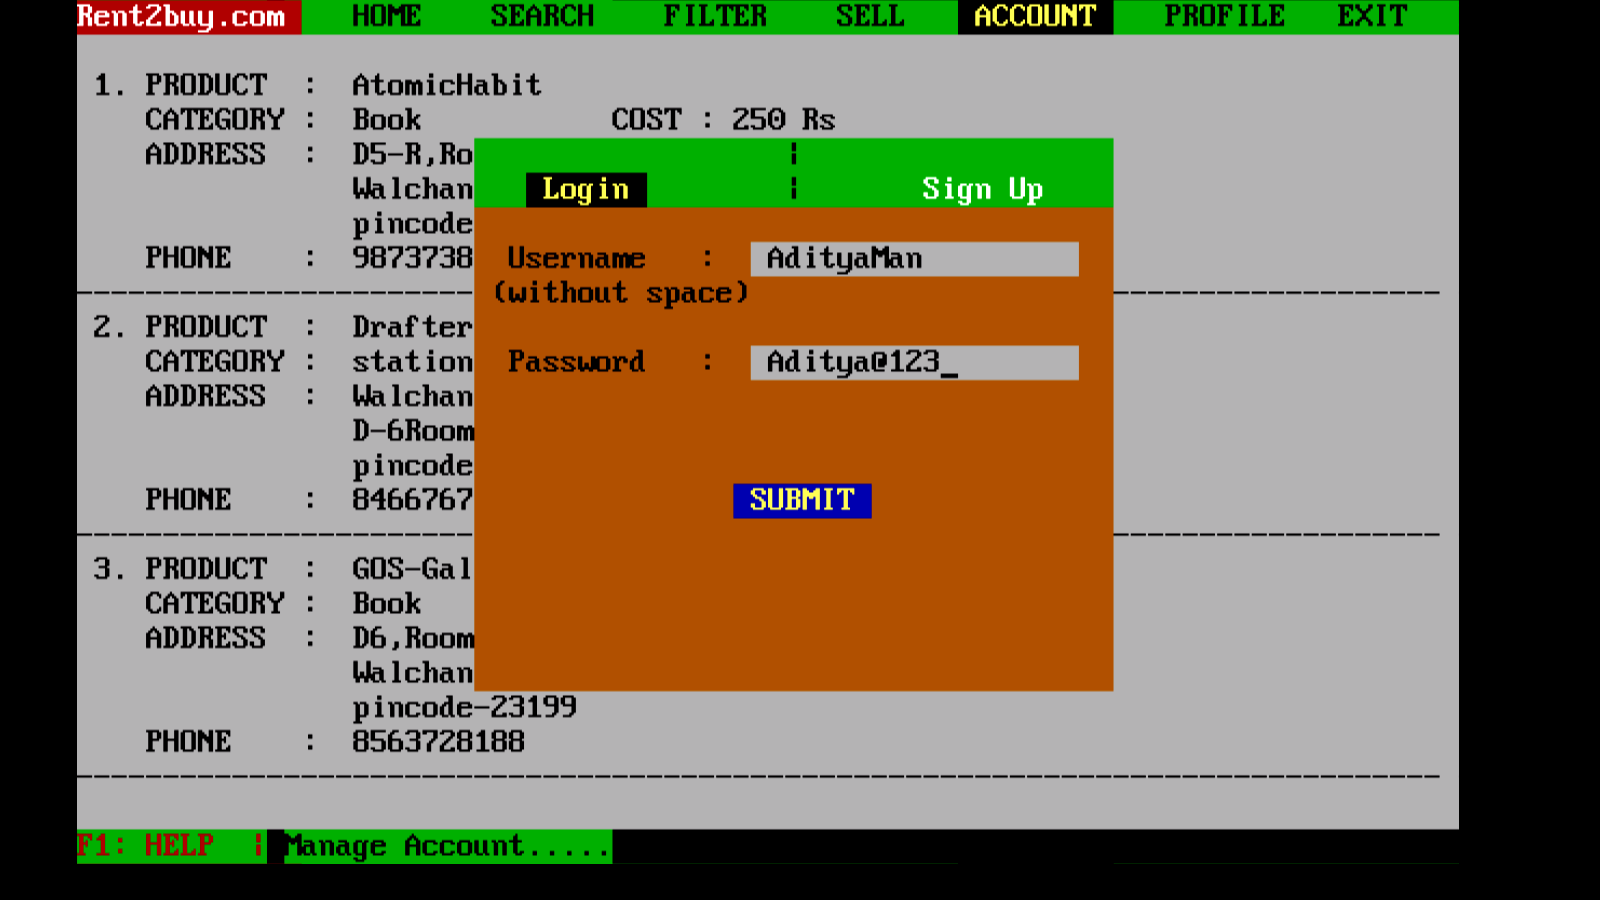 Rent2buy.com HOME SEARCH FILTER SELL ACCOUNT PROFILE EXIT
1. PRODUCT : AtomicHabit
CATEGORY : Book COST : 250 Rs
ADDRESS : D5-R,Ro
Walchan
pincode
PHONE : 9873738
2. PRODUCT : Drafter
CATEGORY : station
ADDRESS : Walchan
D-6Room
pincode
PHONE : 8466767
3. PRODUCT : GOS-Gal
CATEGORY : Book
ADDRESS : D6,Room
Walchan
pincode-23199
PHONE : 8563728188
Login ¦ Sign Up
Username : AdityaMan
(without space)
Password : Aditya@123_
SUBMIT
F1: HELP ¦ Manage Account.....